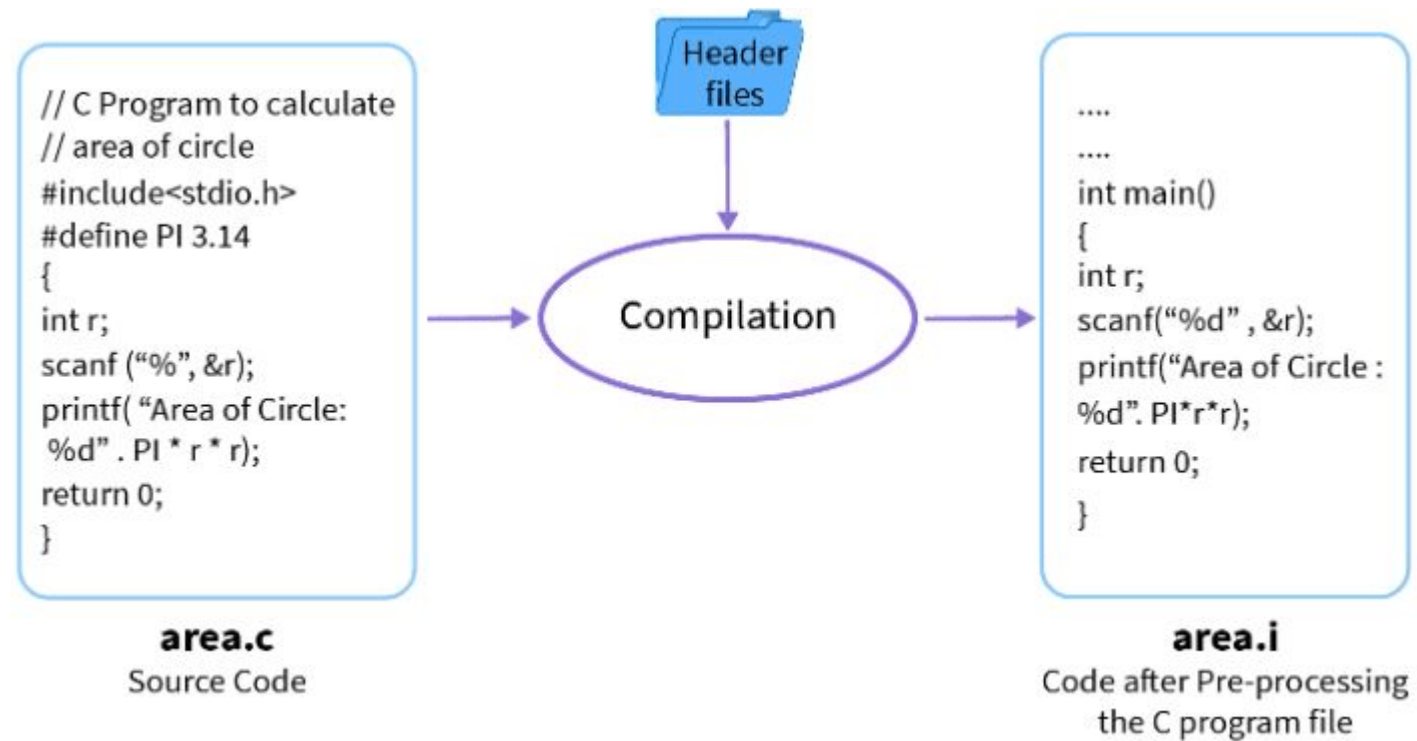 // C Program to calculate
// area of circle
#include<stdio.h>
#define PI 3.14
{
int r;
scanf (“%”, &r);
printf( “Area of Circle:
%d” . PI * r * r);
return 0;
}
area.c
Source Code
Header
files
Compilation
....
....
int main()
{
int r;
scanf(“%d” , &r);
printf(“Area of Circle :
%d”. PI*r*r);
return 0;
}
area.i
Code after Pre-processing
the C program file